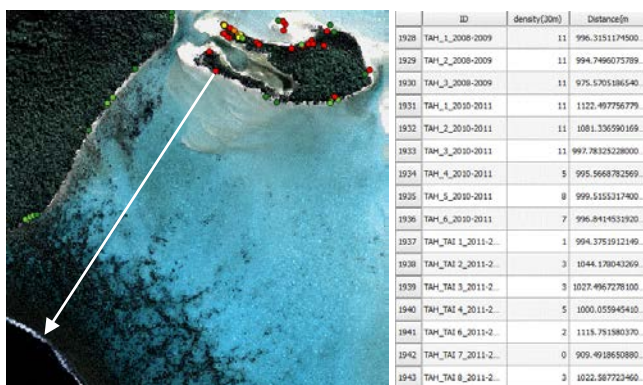 ID density(J0m) Distance[m
1928 TAH_1_2008-2009 11 996.3151174500...
1929 TAH_2_2008-2009 11 994.7496075789...
1930 TAH_3_2008-2009 11 975.5705186540...
1931 TAH_1_2010-2011 11 1122.497756779...
1932 TAH_2_2010-2011 11 1081.336590169...
1933 TAH_3_2010-2011 11 997.78325228000...
1934 TAH_4_2010-2011 5 995.5668782569...
1935 TAH_5_2010-2011 8 999.5155317400...
1936 TAH_6_2010-2011 7 996.8414531920...
1937 TAH_TAI 1_2011-2... 1 994.3751912149...
1938 TAH_TAI 2_2011-2... 3 1044.178043269...
1939 TAH_TAI 3_2011-2... 3 1027.4967278100...
1940 TAH_TAI 4_2011-2... 5 1000.055945410...
1941 TAH_TAI 6_2011-2... 2 1115.751580370...
1942 TAH_TAI 7_2011-2... 0 909.4918650880...
1943 TAH_TAI 8_2011-2... 3 1022.587723460...